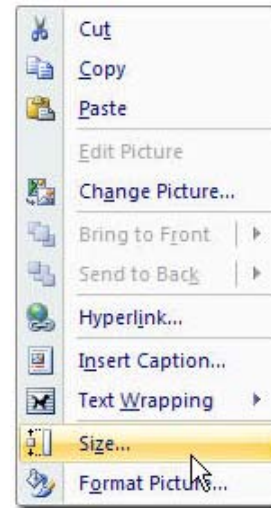 Cut
Copy
Paste
Edit Picture
Change Picture...
Bring to Front
Send to Back
Hyperlink...
Insert Caption...
Text Wrapping
Size...
Format Picture...